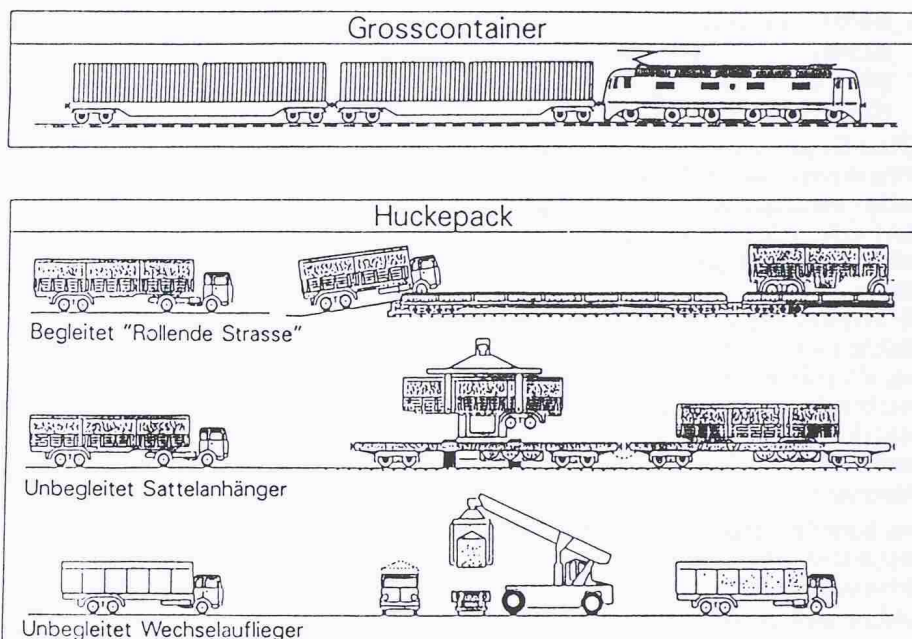 Grosscontainer
Huckepack
Begleitet "Rollende Strasse"
Unbegleitet Sattelanhänger
Unbegleitet Wechselauflieger